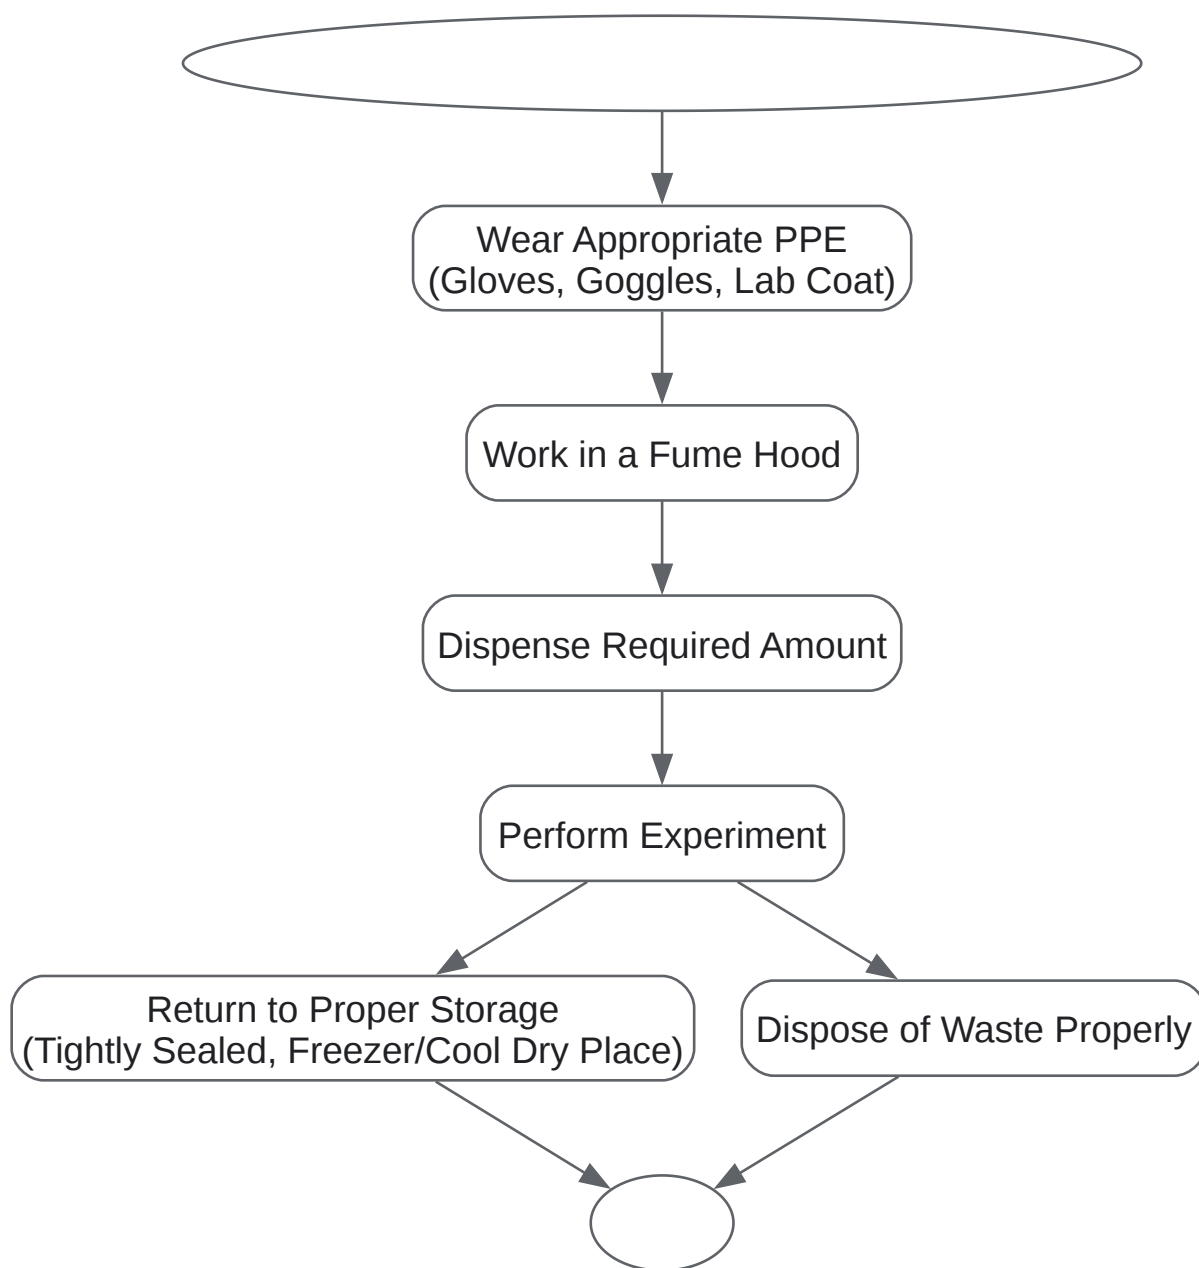 Wear Appropriate PPE
(Gloves, Goggles, Lab Coat)
Work in a Fume Hood
Dispense Required Amount
Perform Experiment
Return to Proper Storage
(Tightly Sealed, Freezer/Cool Dry Place)
Dispose of Waste Properly